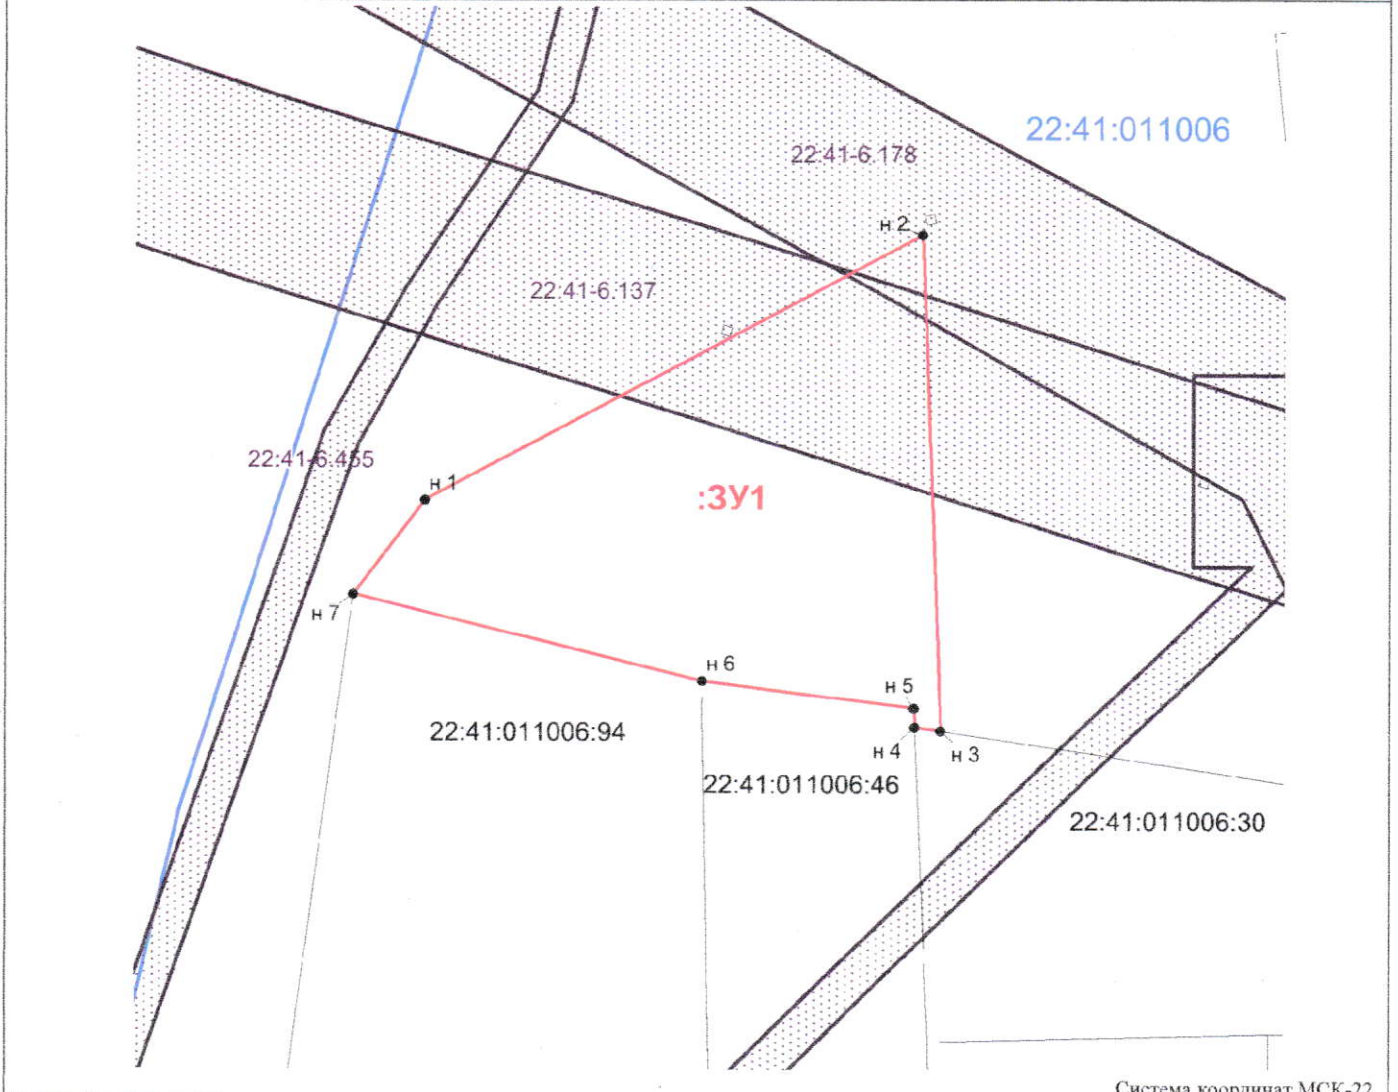 22:41:011006
22:41-6.178
н 2
22:41-6.137
22:41-6.455
н 1
:ЗУ1
н 7
н 6
н 5
22:41:011006:94
н 4
н 3
22:41:011006:46
22:41:011006:30
Система координат МСК-22